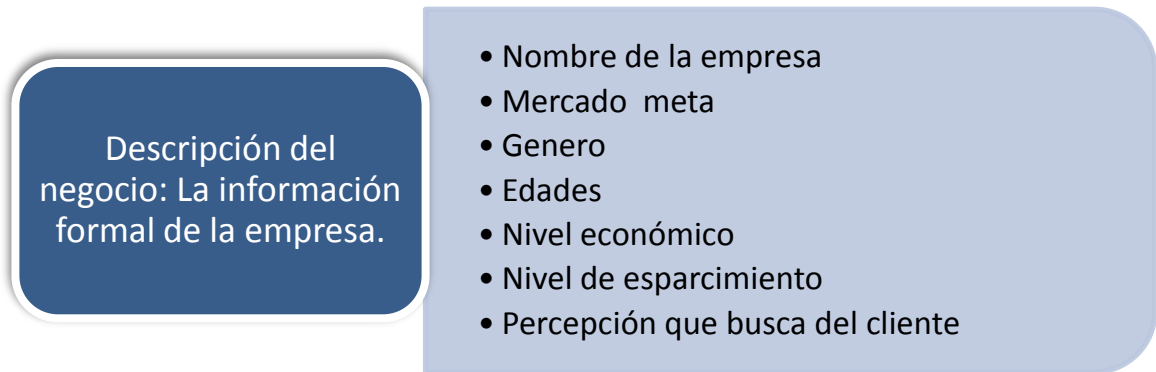 Descripción del
negocio: La información
formal de la empresa.
• Nombre de la empresa
• Mercado  meta
• Genero
• Edades
• Nivel económico
• Nivel de esparcimiento
• Percepción que busca del cliente